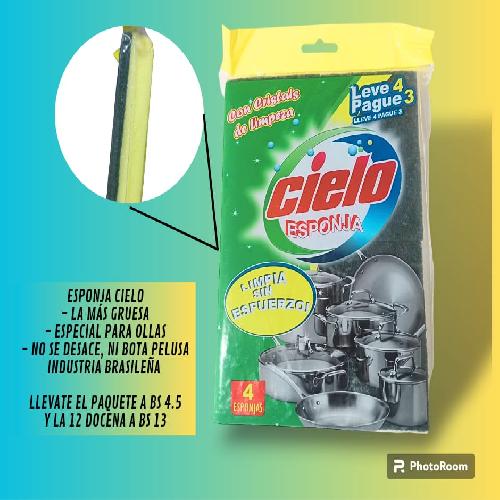 Leve 4
Pague 3
LLEVE 4 PAGUE 3
Con Cristais
de limpeza
cielo
ESPONJA
LIMPIA
SIN
ESFUERZO!
ESPONJA CIELO
- LA MÁS GRUESA
- ESPECIAL PARA OLLAS
- NO SE DESACE, NI BOTA PELUSA
INDUSTRIA BRASILEÑA
LLEVATE EL PAQUETE A BS 4.5
Y LA 12 DOCENA A BS 13
4
ESPONJAS
PhotoRoom